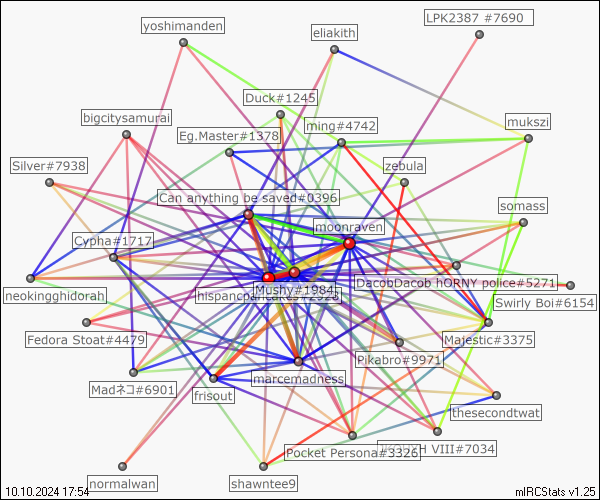 LPK2387 #7690
yoshimanden
eliakith
Duck#1245
bigcitysamurai
ming#4742
mukszi
Eg.Master#1378
Silver#7938
zebula
Can anything be saved#0396
somass
moonraven
Cypha#1717
DacobDacob hORNY police#5271
neokingghidorah
Mushy#1984
Swirly Boi#6154
Fedora Stoat#4479
Majestic#3375
Pikabro#9971
marcemadness
Madネコ#6901
frisout
thesecondtwat
VIII#7034
Pocket Persona#3326
normalwan
shawntee9
10.10.2024 17:54
mIRCStats v1.25